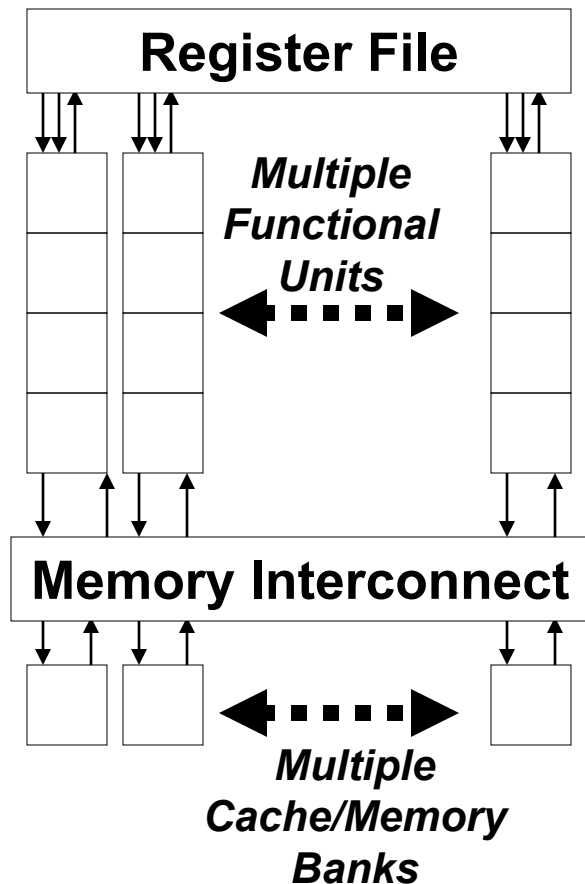 Register File
Multiple
Functional
Units
Memory Interconnect
Multiple
Cache/Memory
Banks